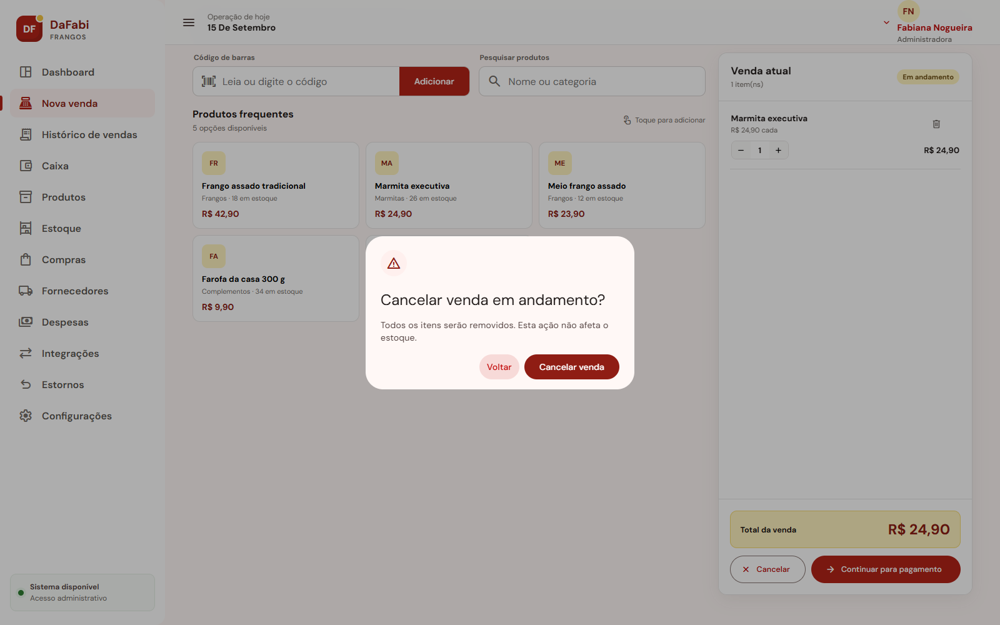 DF
DaFabi
FRANGOS
Dashboard
Nova venda
Histórico de vendas
Caixa
Produtos
Estoque
Compras
Fornecedores
Despesas
Integrações
Estornos
Configurações
Sistema disponível
Acesso administrativo
Operação de hoje
15 De Setembro
FN
Fabiana Nogueira
Administradora
Código de barras
Leia ou digite o código
Adicionar
Pesquisar produtos
Nome ou categoria
Produtos frequentes
5 opções disponíveis
Toque para adicionar
FR
Frango assado tradicional
Frangos · 18 em estoque
R$ 42,90
MA
Marmita executiva
Marmitas · 26 em estoque
R$ 24,90
ME
Meio frango assado
Frangos · 12 em estoque
R$ 23,90
FA
Farofa da casa 300 g
Complementos · 34 em estoque
R$ 9,90
Cancelar venda em andamento?
Todos os itens serão removidos. Esta ação não afeta o
estoque.
Voltar
Cancelar venda
Venda atual
1 item(ns)
Em andamento
Marmita executiva
R$ 24,90 cada
− 1 +
R$ 24,90
Total da venda
R$ 24,90
Cancelar
Continuar para pagamento